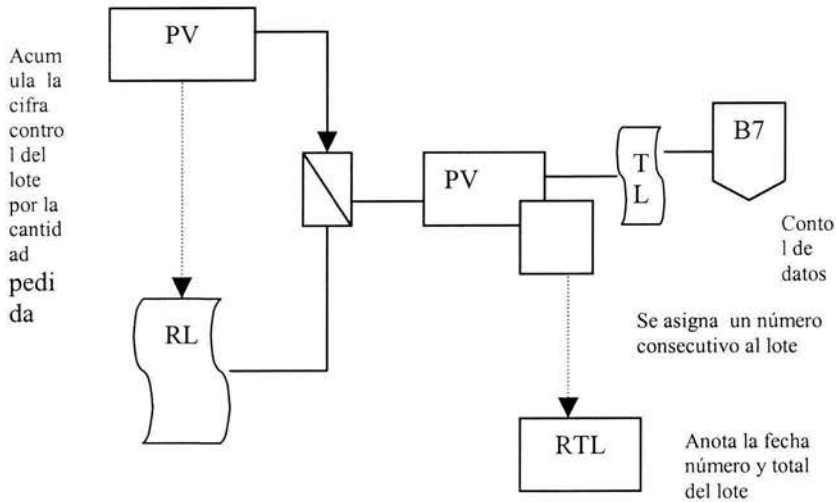 Acum
ula la
cifra
contro
l del
lote
por la
cantid
ad
pedi
da
PV
RL
PV
T
L
B7
Conto
l de
datos
Se asigna un número
consecutivo al lote
RTL
Anota la fecha
número y total
del lote